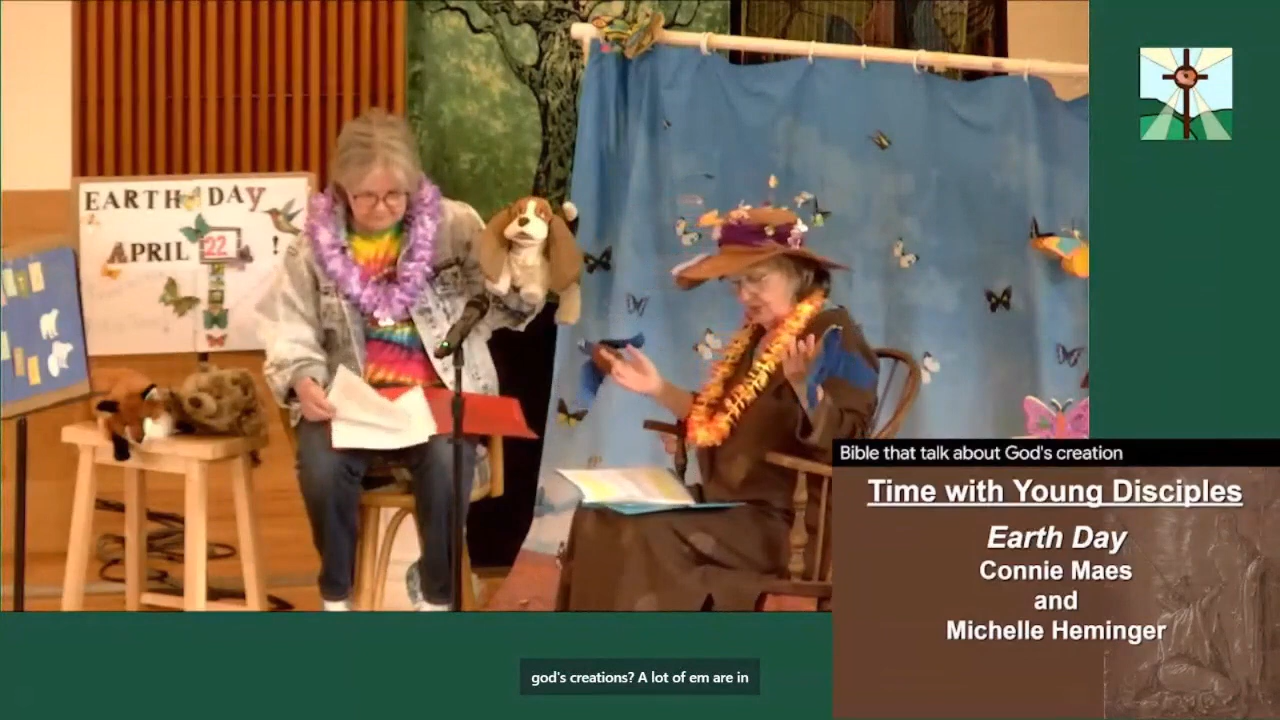 EARTH DAY
APRIL 22 !
Bible that talk about God's creation
Time with Young Disciples
Earth Day
Connie Maes
and
Michelle Heminger
god's creations? A lot of em are in